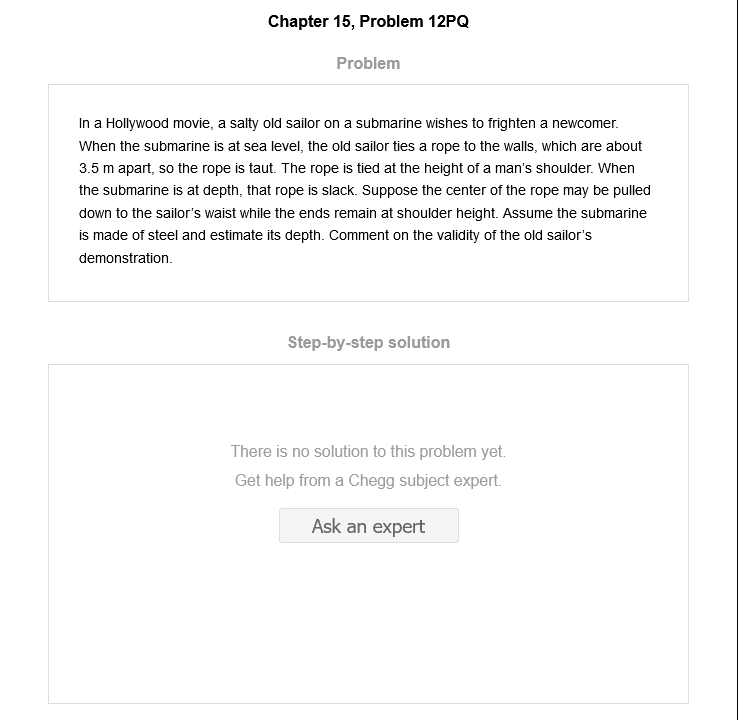 Chapter 15, Problem 12PQ
Problem
In a Hollywood movie, a salty old sailor on a submarine wishes to frighten a newcomer.
When the submarine is at sea level, the old sailor ties a rope to the walls, which are about
3.5 m apart, so the rope is taut. The rope is tied at the height of a man’s shoulder. When
the submarine is at depth, that rope is slack. Suppose the center of the rope may be pulled
down to the sailor’s waist while the ends remain at shoulder height. Assume the submarine
is made of steel and estimate its depth. Comment on the validity of the old sailor’s
demonstration.
Step-by-step solution
There is no solution to this problem yet.
Get help from a Chegg subject expert.
Ask an expert